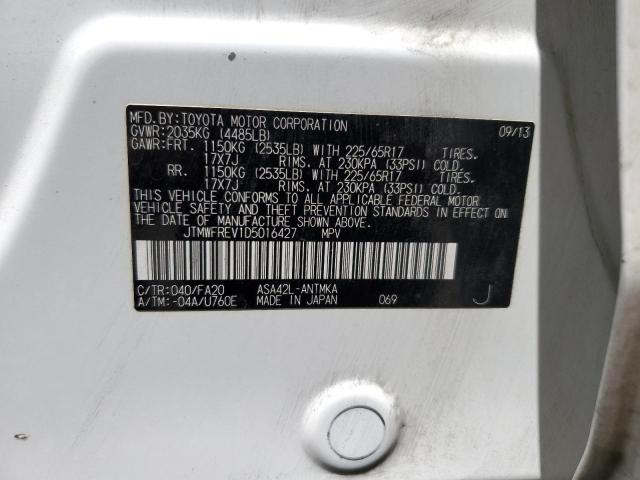 MFD.BY:TOYOTA MOTOR CORPORATION 09/13
GVWR:2035KG (4485LB)
GAWR:FRT. 1150KG (2535LB) WITH 225/65R17 TIRES.
17X7J RIMS. AT 230KPA (33PSI) COLD.
RR. 1150KG (2535LB) WITH 225/65R17 TIRES.
17X7J RIMS. AT 230KPA (33PSI) COLD.
THIS VEHICLE CONFORMS TO ALL APPLICABLE FEDERAL MOTOR
VEHICLE SAFETY AND THEFT PREVENTION STANDARDS IN EFFECT ON
THE DATE OF MANUFACTURE SHOWN ABOVE.
JTMWFREV1D5016427 MPV
C/TR:040/FA20 ASA42L-ANTMKA
A/TM:-04A/U760E MADE IN JAPAN 069 J